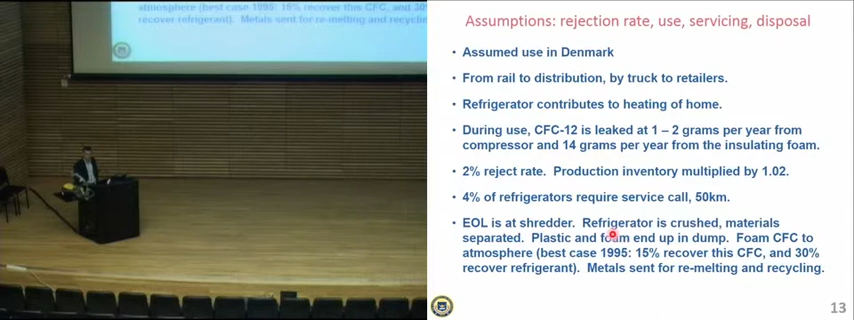 atmosphere (best case 1995: 15% recover this CFC, and 30%
recover refrigerant). Metals sent for re-melting and recyclin
Assumptions: rejection rate, use, servicing, disposal
• Assumed use in Denmark
• From rail to distribution, by truck to retailers.
• Refrigerator contributes to heating of home.
• During use, CFC-12 is leaked at 1 – 2 grams per year from
compressor and 14 grams per year from the insulating foam.
• 2% reject rate. Production inventory multiplied by 1.02.
• 4% of refrigerators require service call, 50km.
• EOL is at shredder. Refrigerator is crushed, materials
separated. Plastic and foam end up in dump. Foam CFC to
atmosphere (best case 1995: 15% recover this CFC, and 30%
recover refrigerant). Metals sent for re-melting and recycling.
13